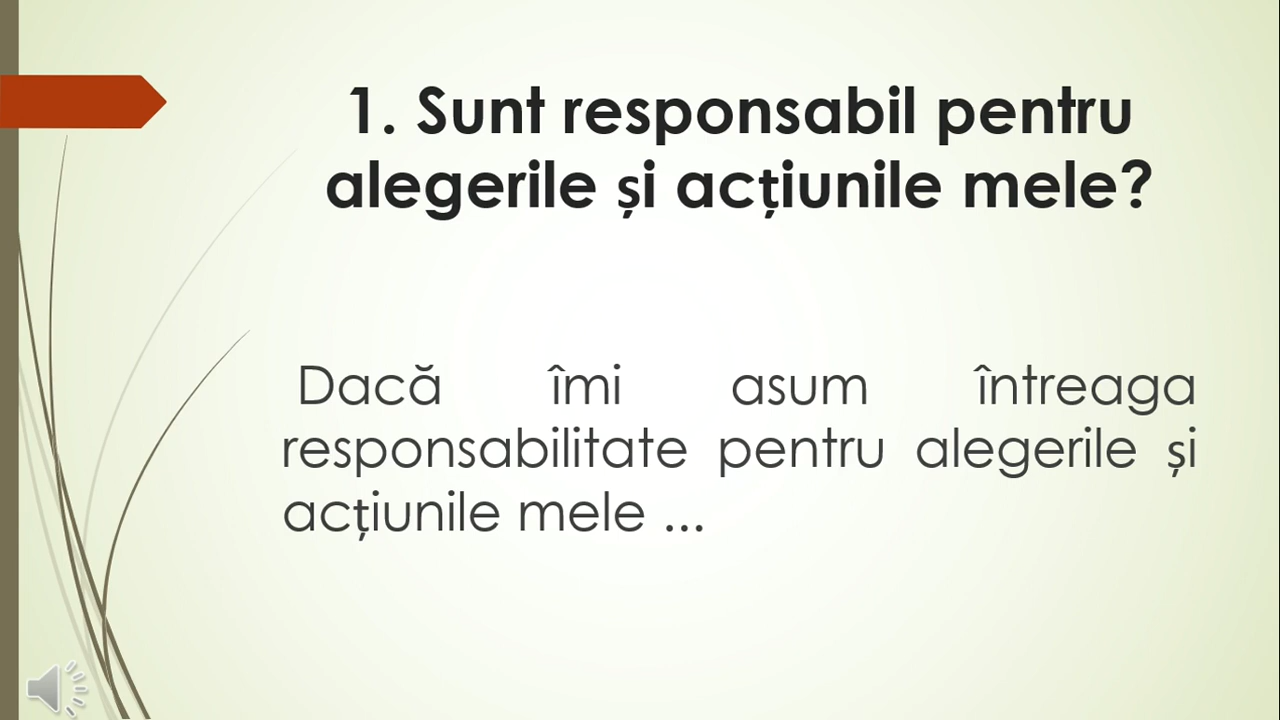 1. Sunt responsabil pentru
alegerile și acțiunile mele?
Dacă îmi asum întreaga
responsabilitate pentru alegerile și
acțiunile mele ...